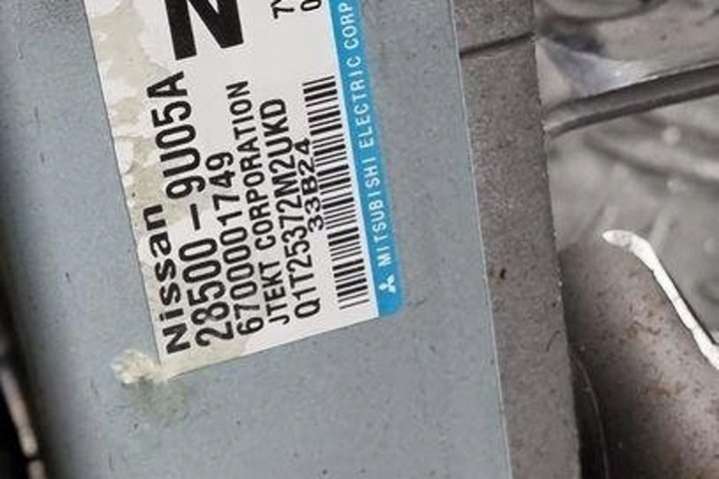 N
Nissan
28500-9U05A
6700001749
JTEKT CORPORATION
Q1T25372M2UKD
33B24
MITSUBISHI ELECTRIC CORP